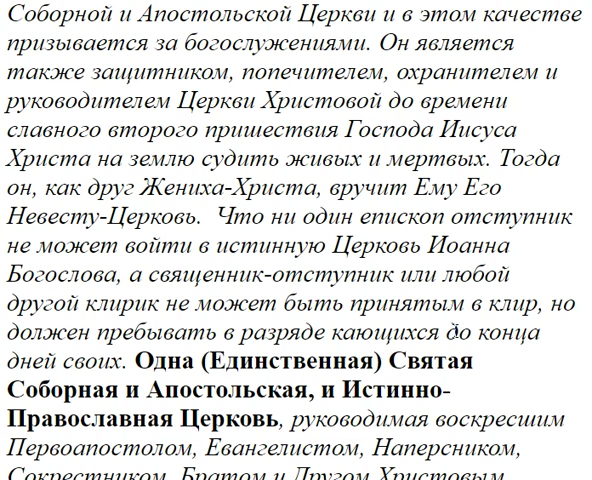 Соборной и Апостольской Церкви и в этом качестве
призывается за богослужениями. Он является
также защитником, попечителем, охранителем и
руководителем Церкви Христовой до времени
славного второго пришествия Господа Иисуса
Христа на землю судить живых и мертвых. Тогда
он, как друг Жениха-Христа, вручит Ему Его
Невесту-Церковь.  Что ни один епископ отступник
не может войти в истинную Церковь Иоанна
Богослова, а священник-отступник или любой
другой клирик не может быть принятым в клир, но
должен пребывать в разряде кающихся до конца
дней своих. Одна (Единственная) Святая
Соборная и Апостольская, и Истинно-
Православная Церковь, руководимая воскресшим
Первоапостолом, Евангелистом, Наперсником,
Сокрестником, Братом и Другом Христовым